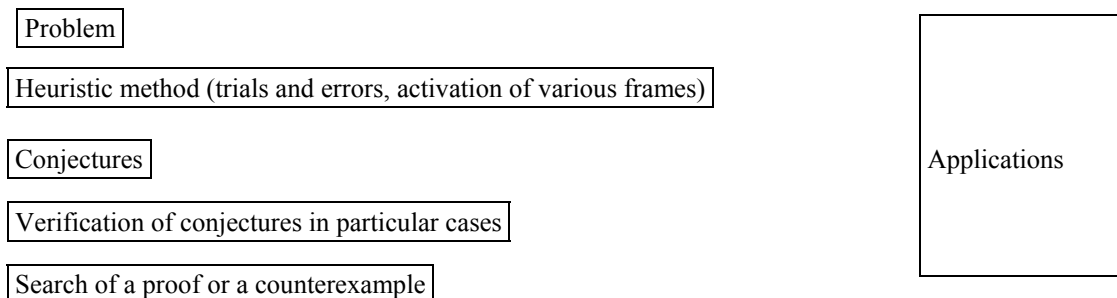 Problem
Heuristic method (trials and errors, activation of various frames)
Conjectures
Applications
Verification of conjectures in particular cases
Search of a proof or a counterexample